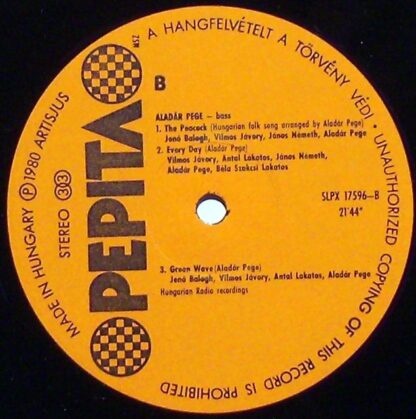 A HANGFELVÉTELT A TÖRVÉNY VÉDI • UNAUTHORIZED COPYING OF THIS RECORD IS PROHIBITED
MADE IN HUNGARY Ⓟ 1980 ARTISJUS
STEREO 33
PEPITA
MSZ
B
ALADÁR PEGE – bass
1. The Peacock (Hungarian folk song arranged by Aladár Pege)
Jenő Balogh, Vilmos Jávory, János Németh, Aladár Pege
2. Every Day (Aladár Pege)
Vilmos Jávory, Antal Lakatos, János Németh,
Aladár Pege, Béla Szakcsi Lakatos
SLPX 17596–B
21'44"
3. Green Wave (Aladár Pege)
Jenő Balogh, Vilmos Jávory, Antal Lakatos, Aladár Pege
Hungarian Radio recordings